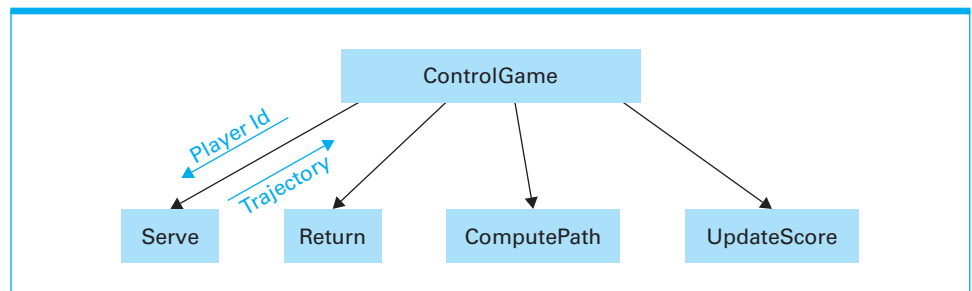 ControlGame
Player Id
Trajectory
Serve
Return
ComputePath
UpdateScore